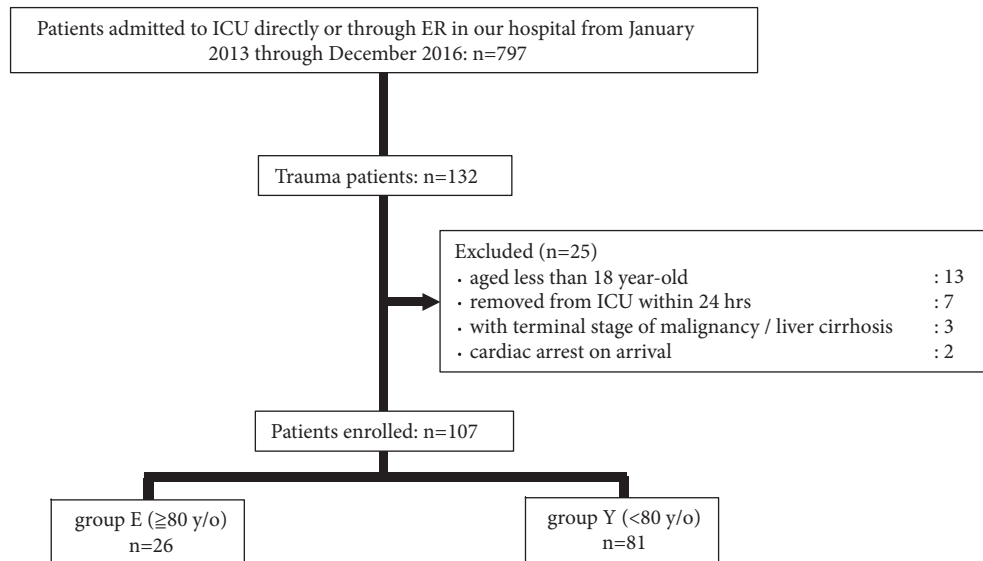 Patients admitted to ICU directly or through ER in our hospital from January
2013 through December 2016: n=797
Trauma patients: n=132
Excluded (n=25)
· aged less than 18 year-old : 13
· removed from ICU within 24 hrs : 7
· with terminal stage of malignancy / liver cirrhosis : 3
· cardiac arrest on arrival : 2
Patients enrolled: n=107
group E (≧80 y/o)
n=26
group Y (<80 y/o)
n=81